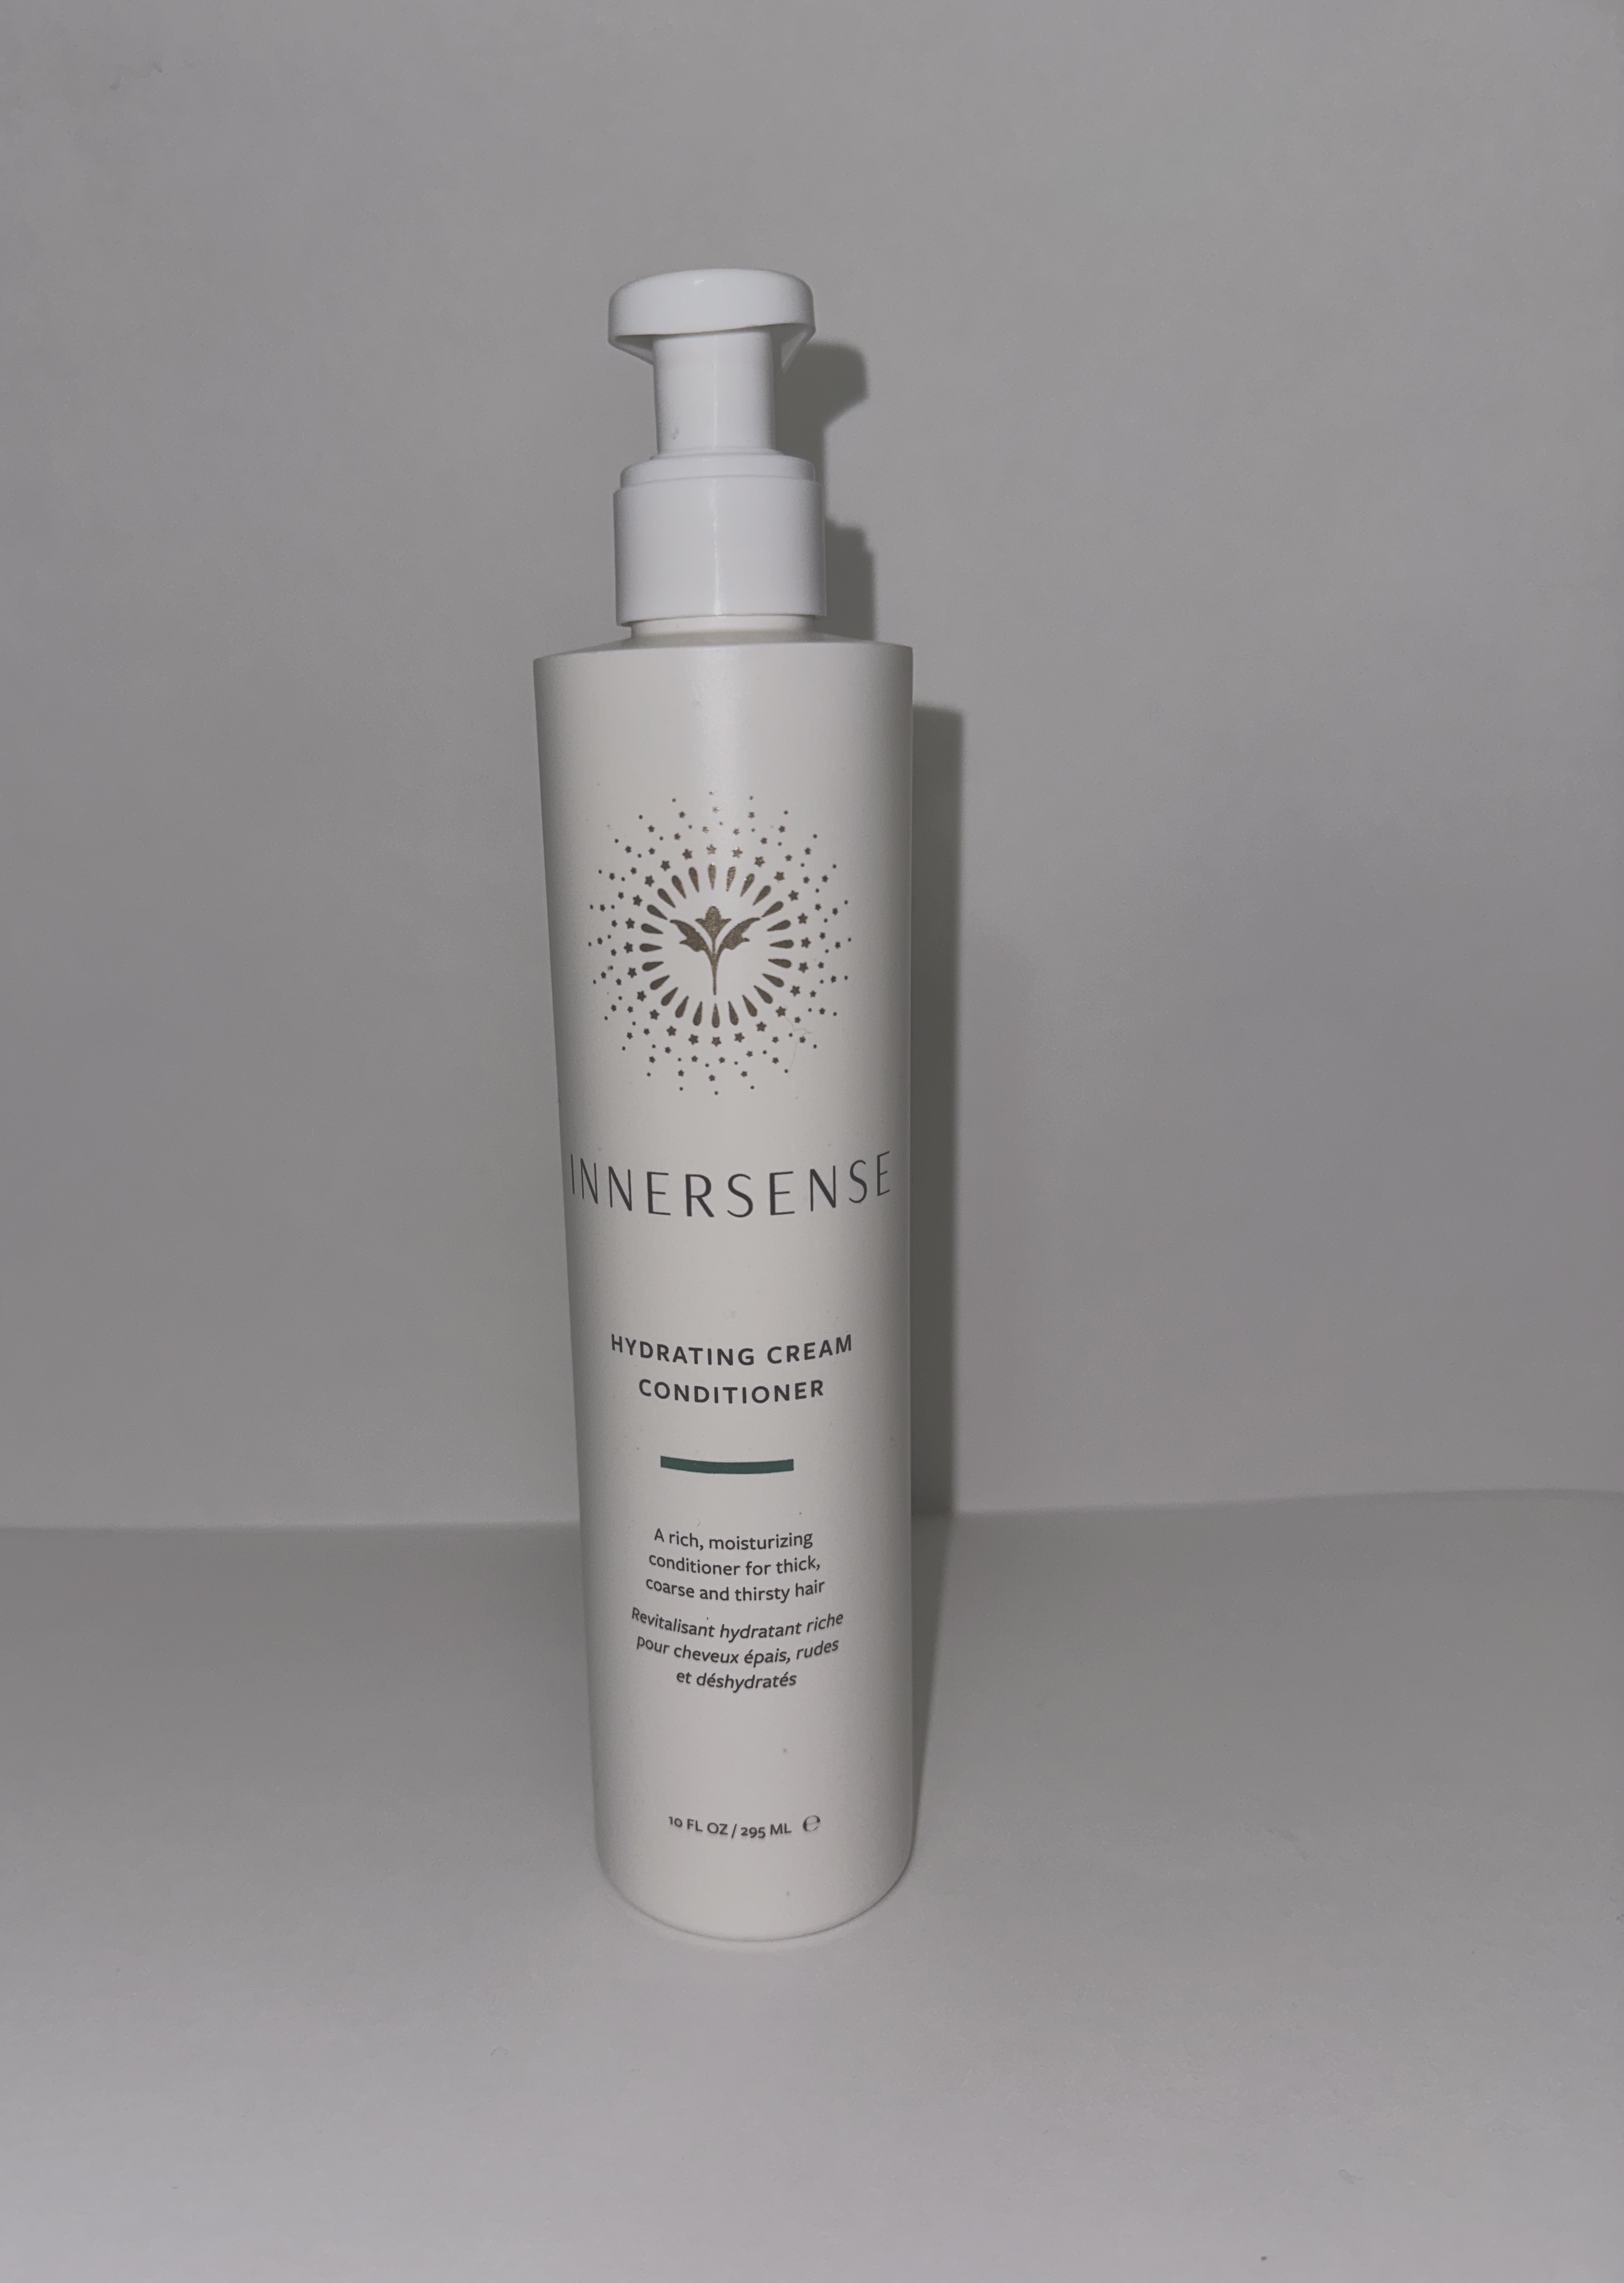 INNERSENSE
HYDRATING CREAM
CONDITIONER
A rich, moisturizing
conditioner for thick,
coarse and thirsty hair
Revitalisant hydratant riche
pour cheveux épais, rudes
et déshydratés
10 FL OZ / 295 ML ℮